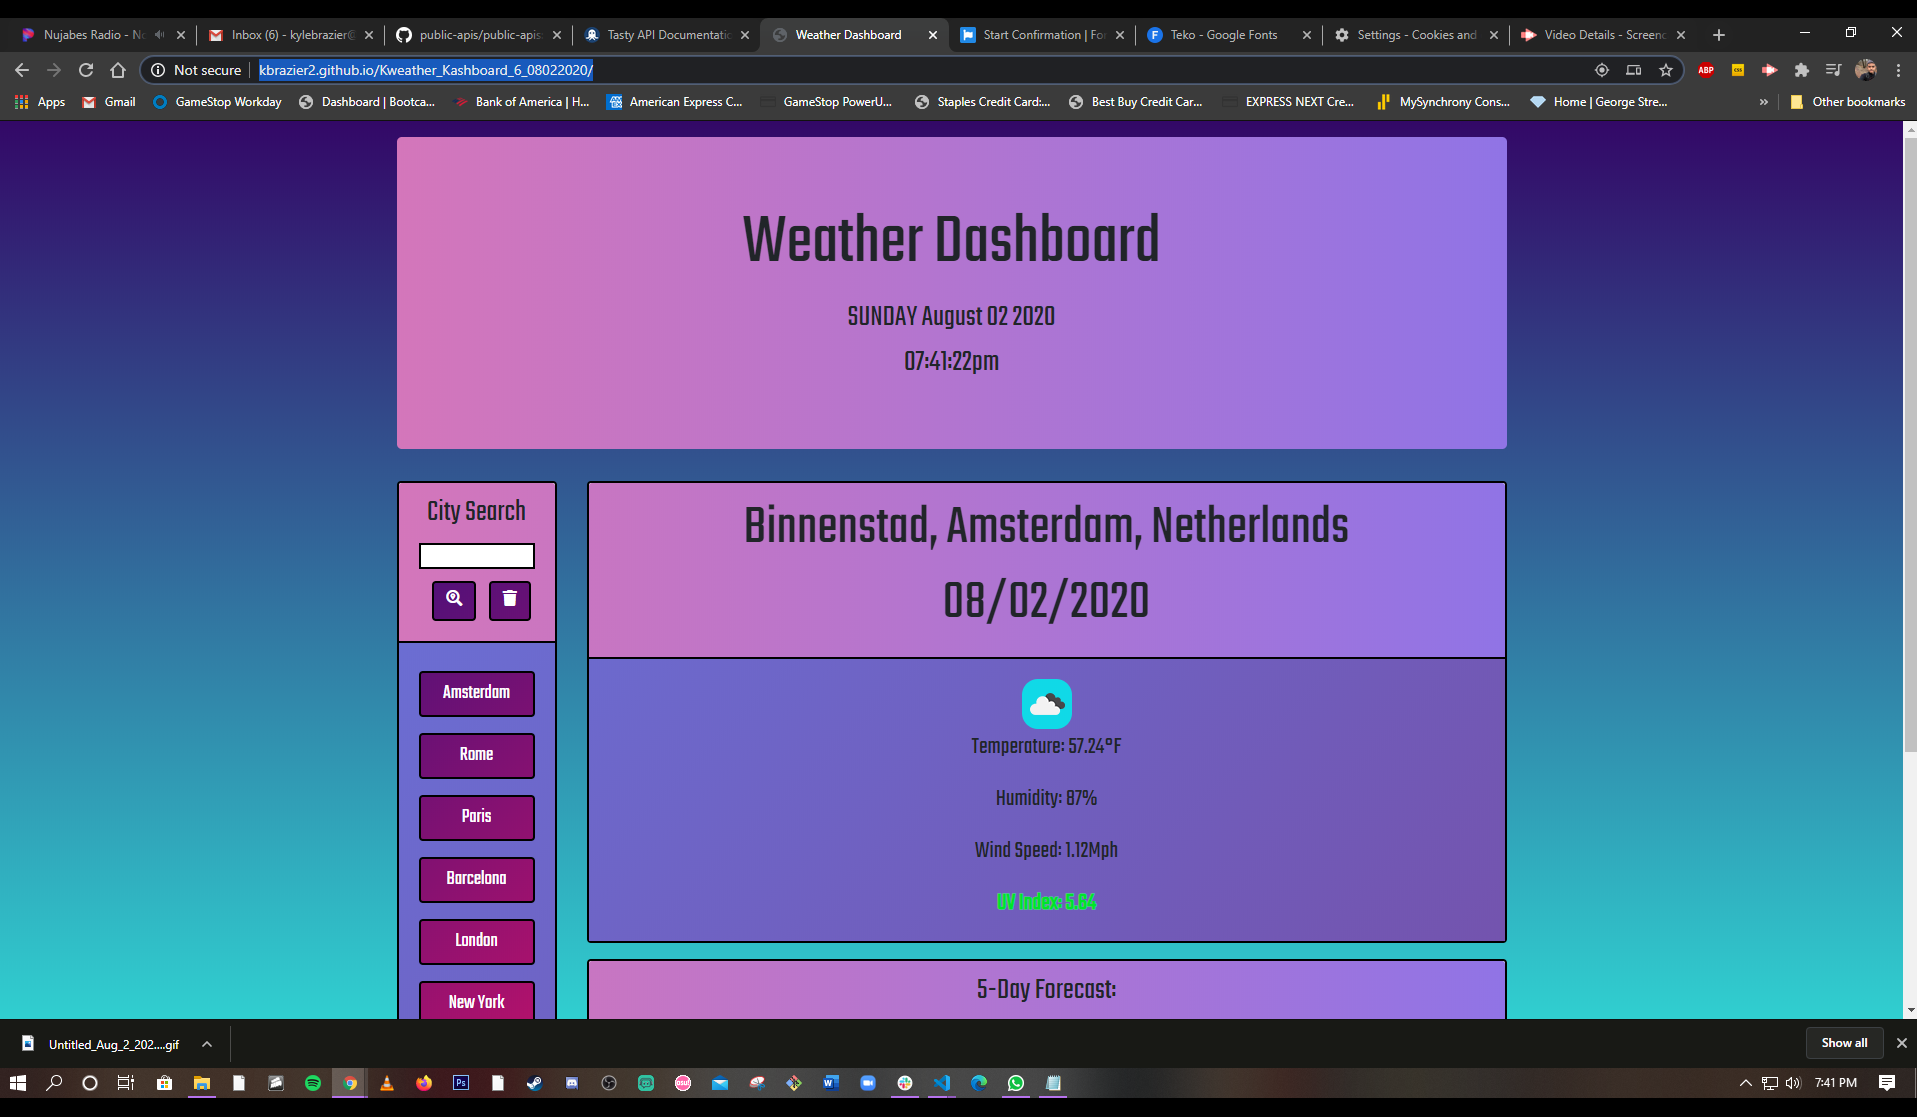 Nujabes Radio - N
Inbox (6) - kylebrazier@
public-apis/public-apis
Tasty API Documentatio
Weather Dashboard
Start Confirmation | Fo
Teko - Google Fonts
Settings - Cookies and
Video Details - Screenc
Not secure
kbrazier2.github.io/Kweather_Kashboard_6_08022020/
ABP
CSS
Apps
Gmail
GameStop Workday
Dashboard | Bootca...
Bank of America | H...
American Express C...
GameStop PowerU...
Staples Credit Card:...
Best Buy Credit Car...
EXPRESS NEXT Cre...
MySynchrony Cons...
Home | George Stre...
»
Other bookmarks
Weather Dashboard
SUNDAY August 02 2020
07:41:22pm
City Search
Amsterdam
Rome
Paris
Barcelona
London
New York
Binnenstad, Amsterdam, Netherlands
08/02/2020
Temperature: 57.24°F
Humidity: 87%
Wind Speed: 1.12Mph
UV Index: 5.64
5-Day Forecast:
Untitled_Aug_2_202....gif
Show all
Ps
osu!
7:41 PM